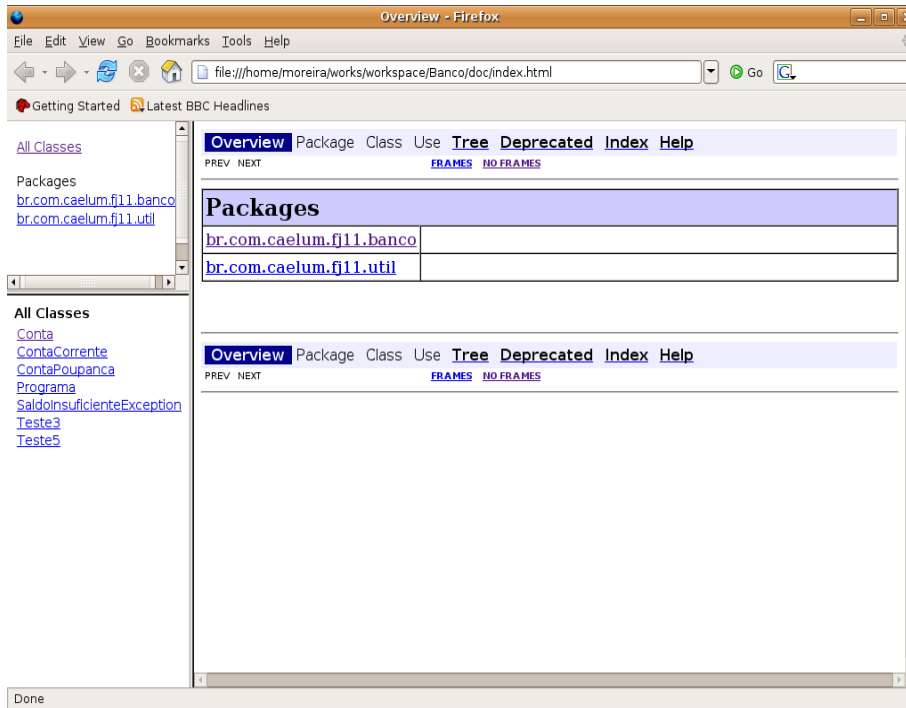 Overview - Firefox
File Edit View Go Bookmarks Tools Help
file:///home/moreira/works/workspace/Banco/doc/index.html Go G
Getting Started Latest BBC Headlines
All Classes
Packages
br.com.caelum.fj11.banco
br.com.caelum.fj11.util
All Classes
Conta
ContaCorrente
ContaPoupanca
Programa
SaldoInsuficienteException
Teste3
Teste5
Overview Package Class Use Tree Deprecated Index Help
PREV NEXT FRAMES NO FRAMES
Packages
br.com.caelum.fj11.banco
br.com.caelum.fj11.util
Overview Package Class Use Tree Deprecated Index Help
PREV NEXT FRAMES NO FRAMES
Done